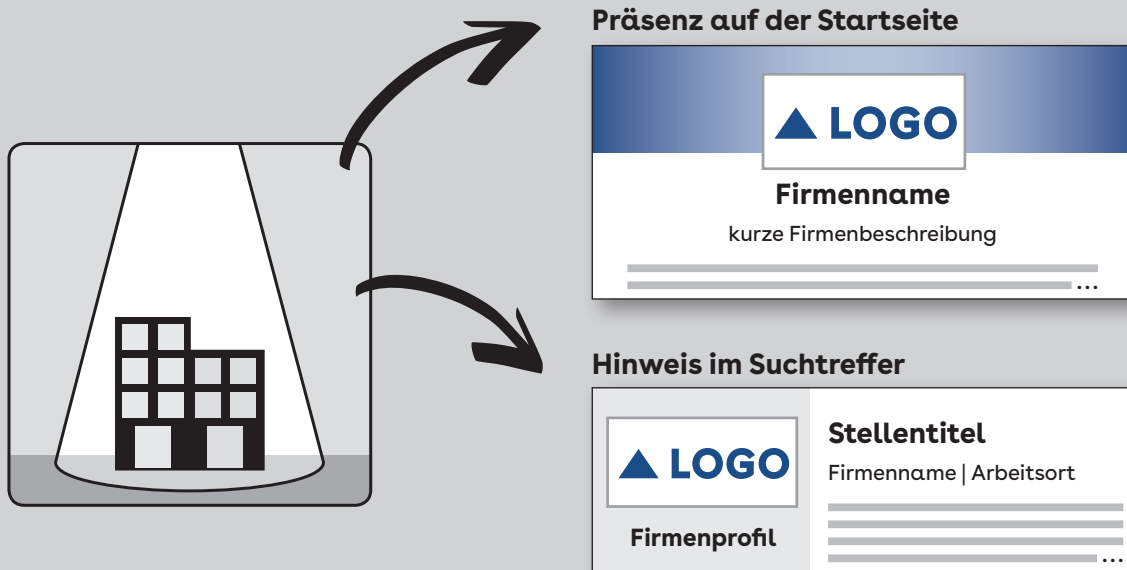 Präsenz auf der Startseite
LOGO
Firmenname
kurze Firmenbeschreibung
...
Hinweis im Suchtreffer
LOGO
Firmenprofil
Stellentitel
Firmenname | Arbeitsort
...